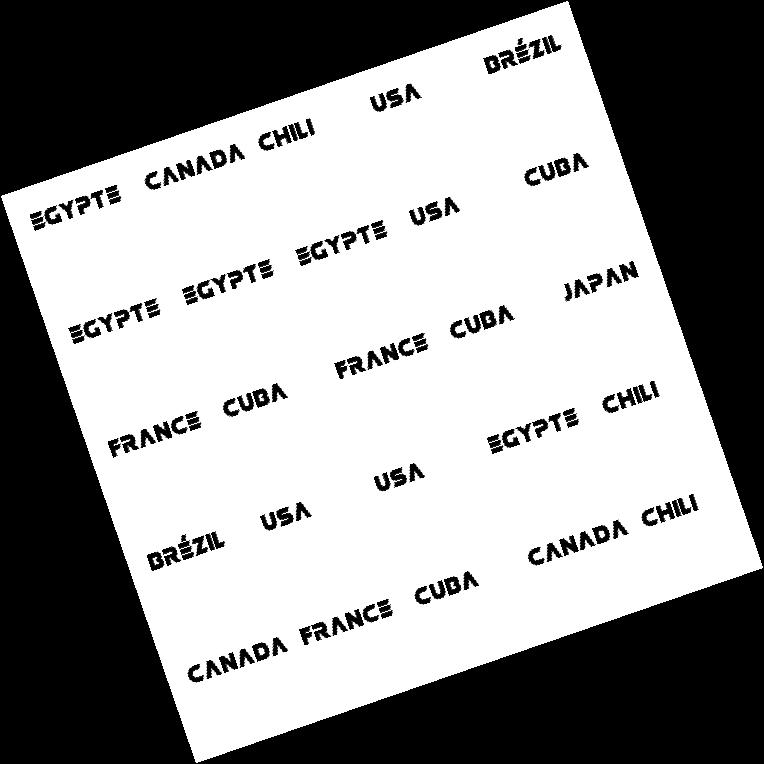 EGYPTE CANADA CHILI USA BRÉZIL
EGYPTE EGYPTE EGYPTE USA CUBA
FRANCE CUBA FRANCE CUBA JAPAN
BRÉZIL USA USA EGYPTE CHILI
CANADA FRANCE CUBA CANADA CHILI